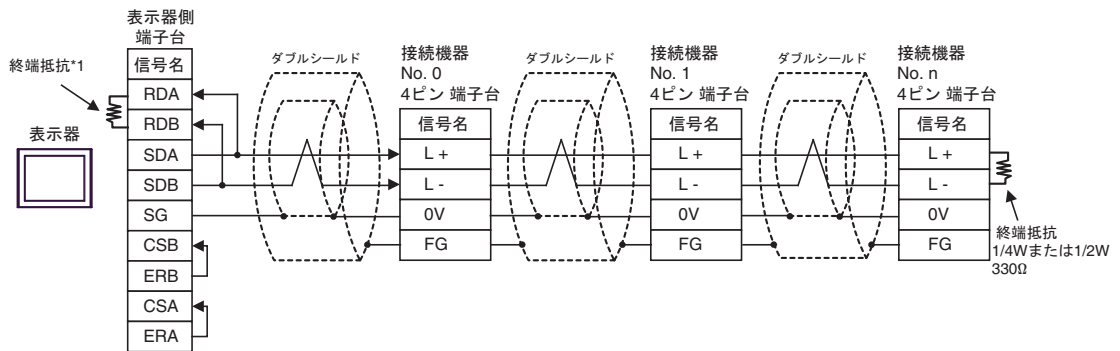 表示器側
端子台
信号名
RDA
RDB
SDA
SDB
SG
CSB
ERB
CSA
ERA
終端抵抗*1
表示器
ダブルシールド
接続機器
No. 0
4ピン 端子台
信号名
L +
L -
0V
FG
ダブルシールド
接続機器
No. 1
4ピン 端子台
信号名
L +
L -
0V
FG
ダブルシールド
接続機器
No. n
4ピン 端子台
信号名
L +
L -
0V
FG
終端抵抗
1/4Wまたは1/2W
330Ω